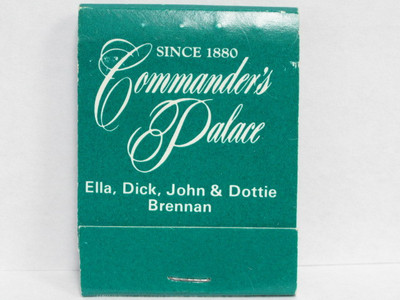 SINCE 1880
Commander's
Palace
Ella, Dick, John & Dottie
Brennan